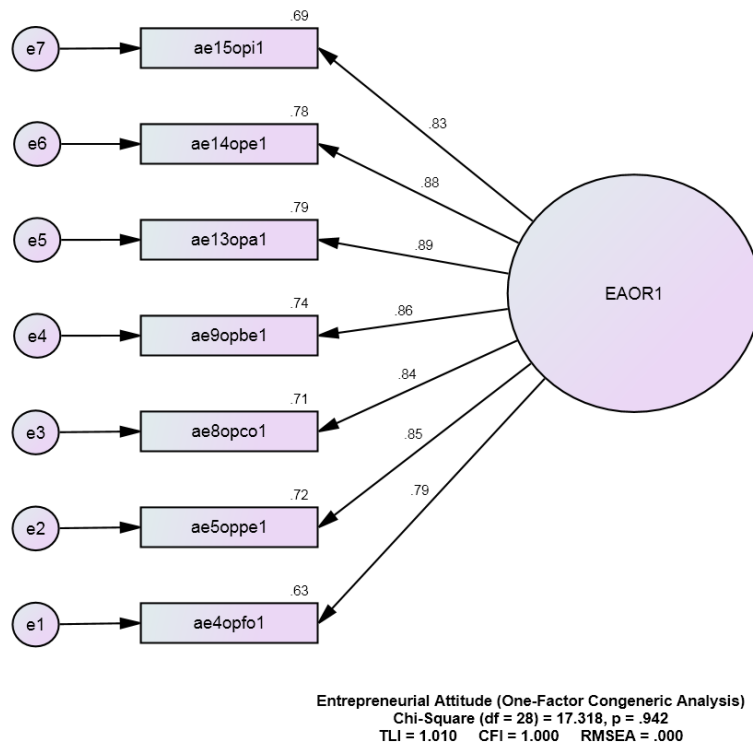 .69
e7 ae15opi1
.83
.78
e6 ae14ope1
.88
.79
e5 ae13opa1
.89
EAOR1
.74
e4 ae9opbe1
.86
.84
.71
e3 ae8opco1
.85
.72
e2 ae5oppe1
.79
.63
e1 ae4opfo1
Entrepreneurial Attitude (One-Factor Congeneric Analysis)
Chi-Square (df = 28) = 17.318, p = .942
TLI = 1.010 CFI = 1.000 RMSEA = .000